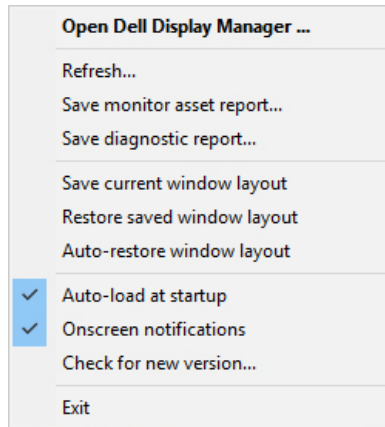 Open Dell Display Manager ...
Refresh...
Save monitor asset report...
Save diagnostic report...
Save current window layout
Restore saved window layout
Auto-restore window layout
Auto-load at startup
Onscreen notifications
Check for new version...
Exit